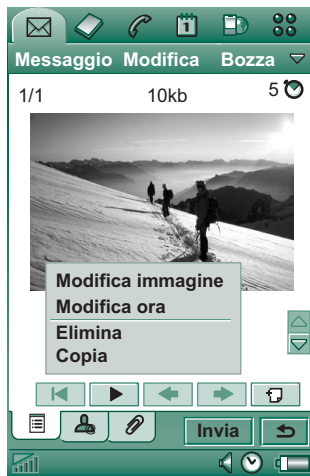 Messaggio Modifica Bozza
1/1 10kb 5
Modifica immagine
Modifica ora
Elimina
Copia
Invia